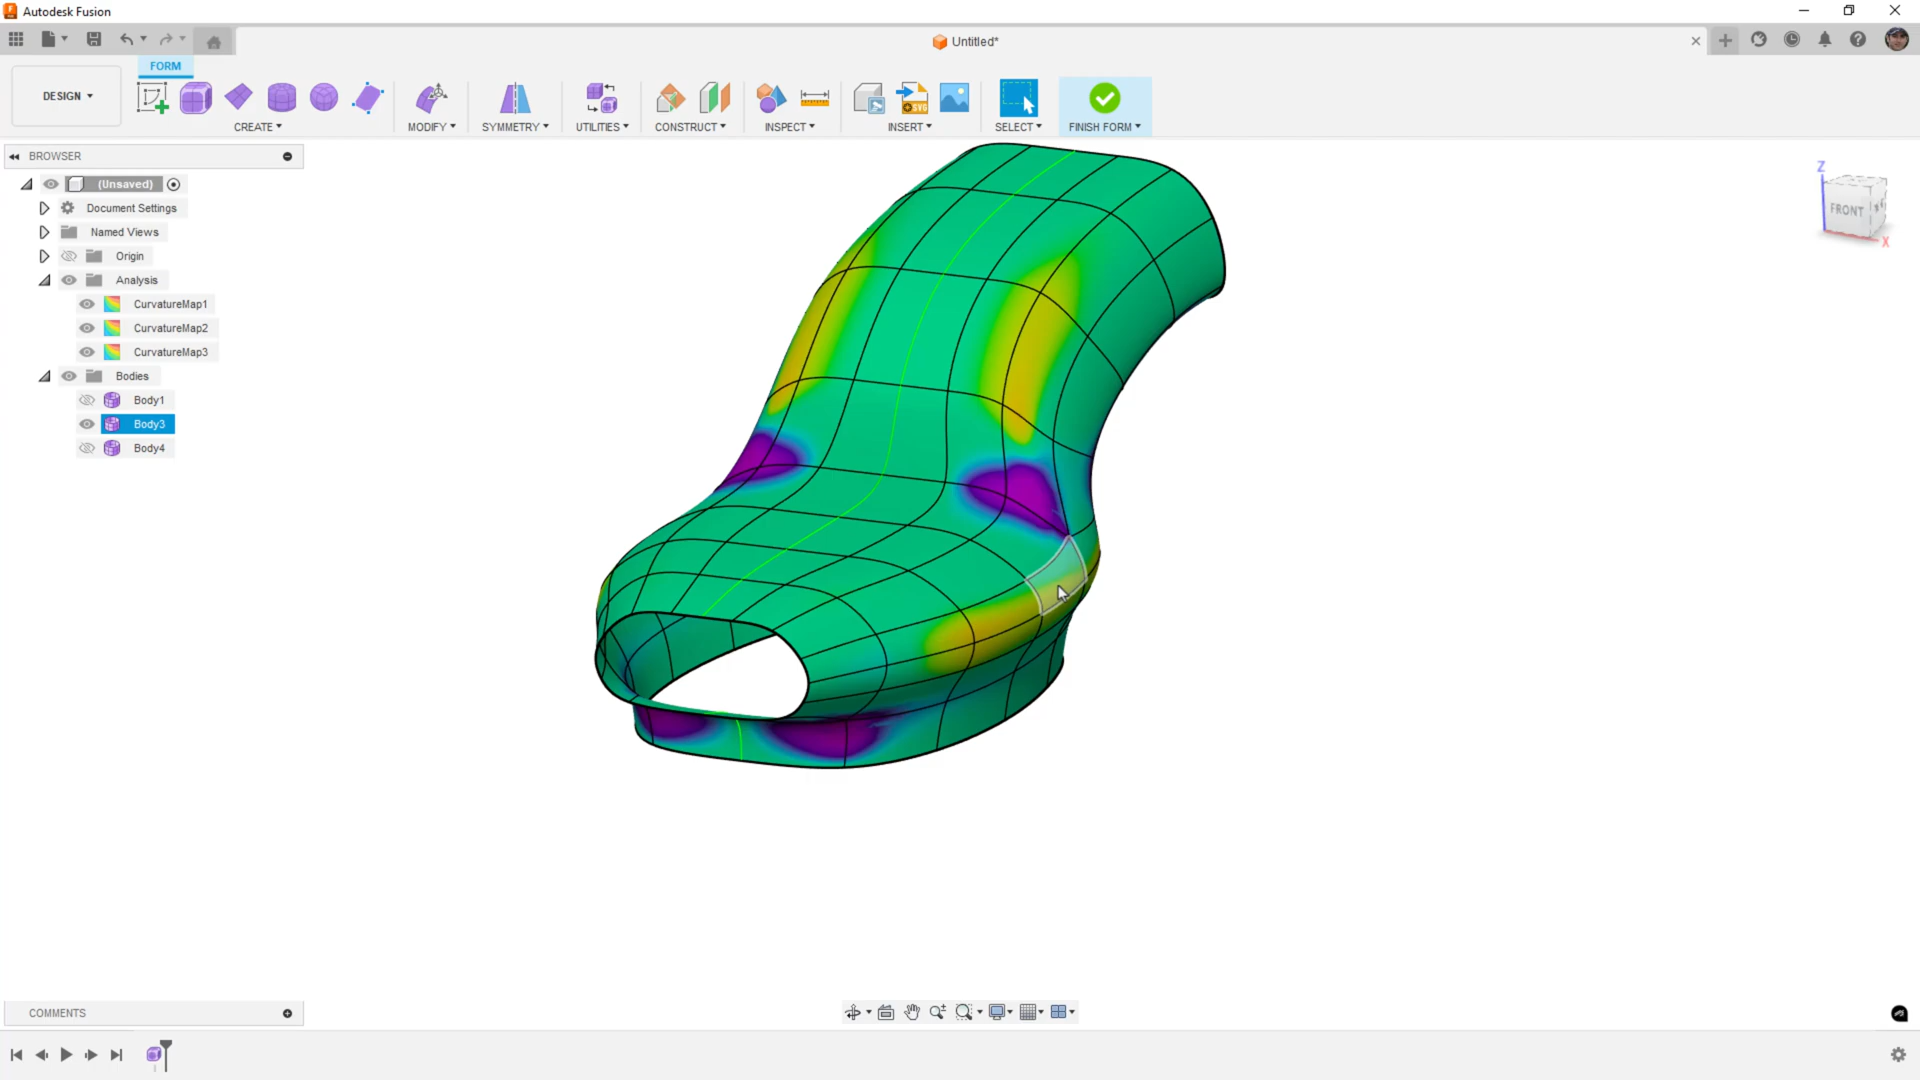 Autodesk Fusion
Untitled*
FORM
DESIGN
CREATE
MODIFY
SYMMETRY
UTILITIES
CONSTRUCT
INSPECT
INSERT
SELECT
FINISH FORM
BROWSER
(Unsaved)
Document Settings
Named Views
Origin
Analysis
CurvatureMap1
CurvatureMap2
CurvatureMap3
Bodies
Body1
Body3
Body4
Z
FRONT
X
COMMENTS